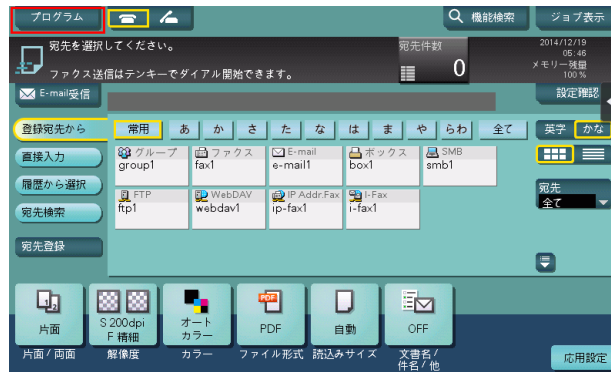 プログラム
機能検索
ジョブ表示
宛先を選択してください。
ファクス送信はテンキーでダイアル開始できます。
宛先件数
0
2014/12/19
05:46
メモリー残量
100 %
E-mail受信
設定確認
登録宛先から
直接入力
履歴から選択
宛先検索
宛先登録
常用 あ か さ た な は ま や らわ 全て
英字 かな
グループ
group1
ファクス
fax1
E-mail
e-mail1
ボックス
box1
SMB
smb1
FTP
ftp1
WebDAV
webdav1
IP Addr.Fax
ip-fax1
I-Fax
i-fax1
宛先
全て
片面
片面/両面
S 200dpi
F 精細
解像度
オート
カラー
カラー
PDF
PDF
ファイル形式
自動
読込みサイズ
OFF
文書名/
件名/他
応用設定